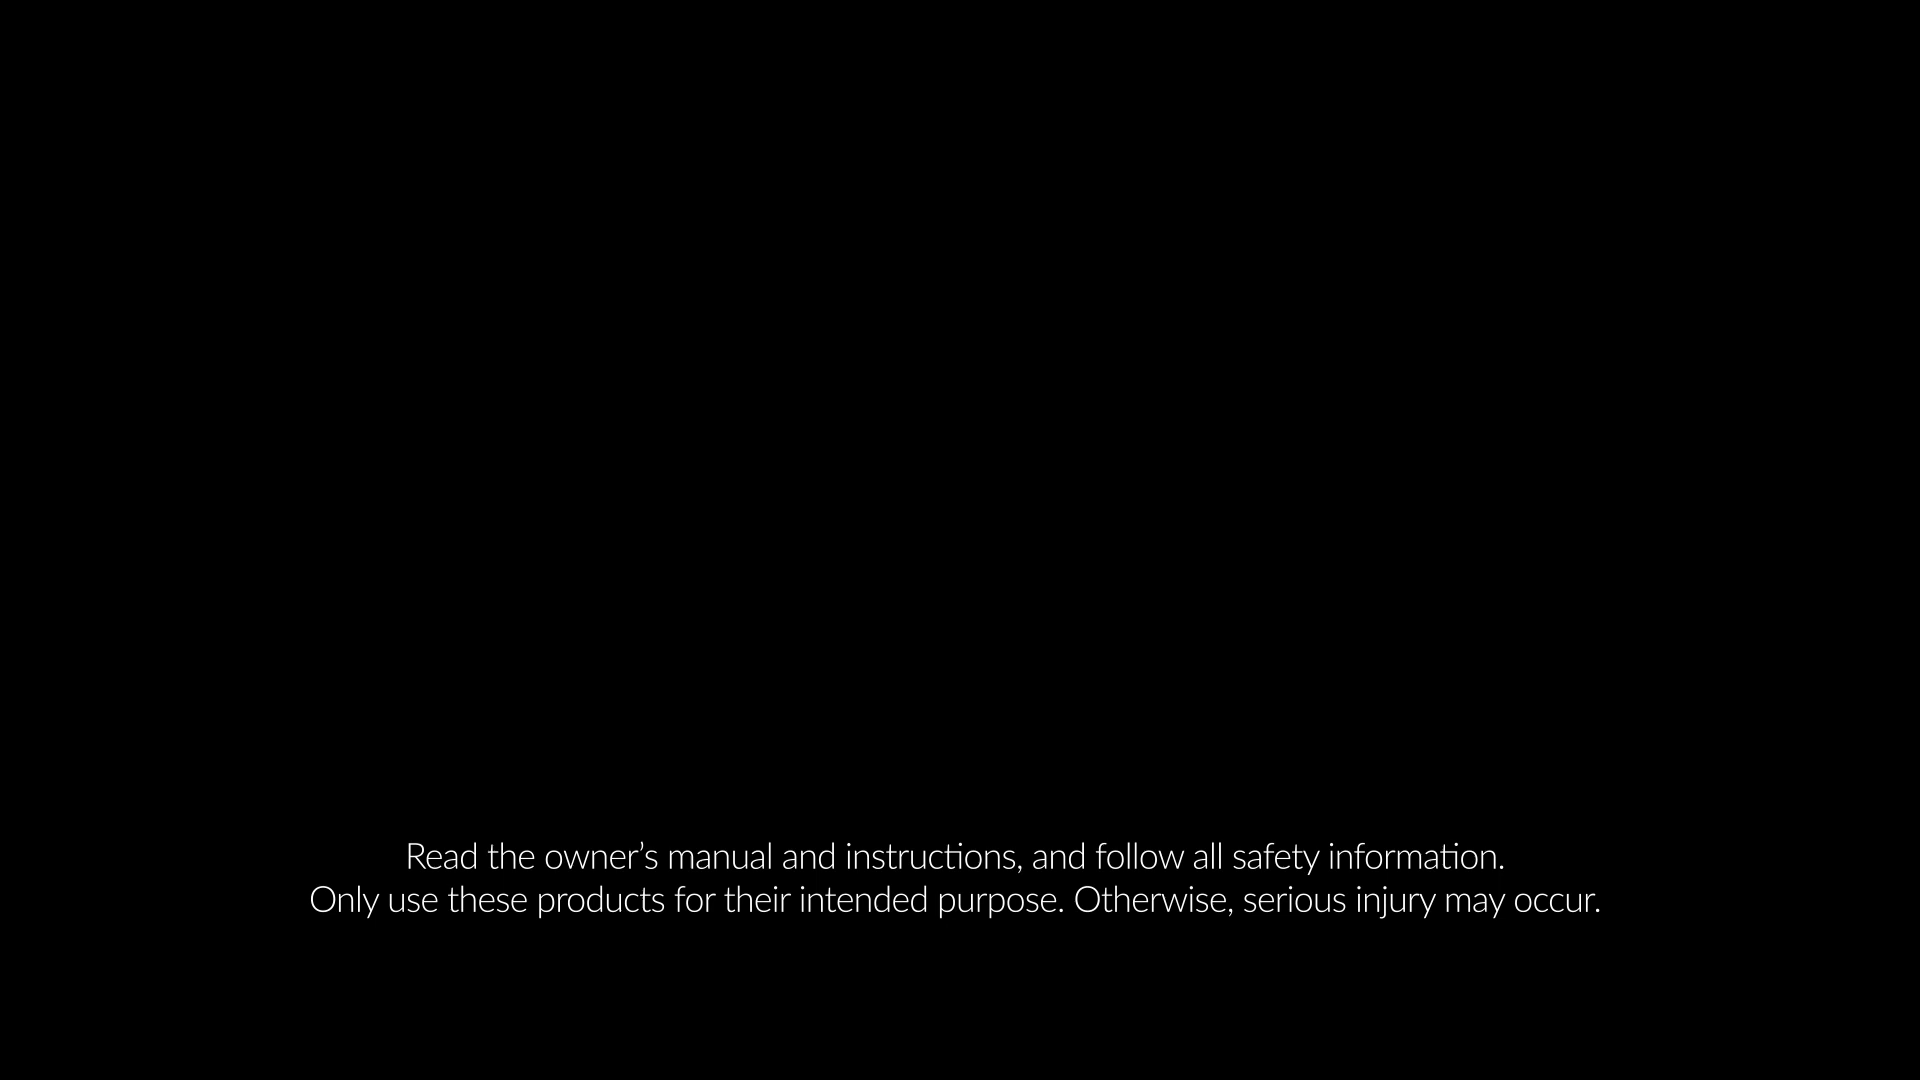 Read the owner’s manual and instructions, and follow all safety information.
Only use these products for their intended purpose. Otherwise, serious injury may occur.